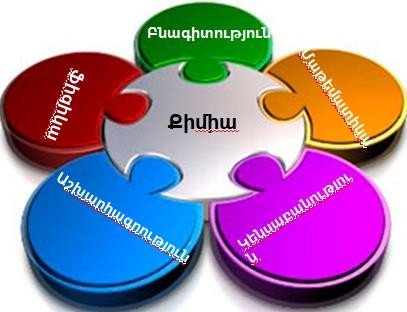 Բնագիտություն
Ֆիզիկա
Մաթեմատիկա
Քիմիա
Աշխարհագրություն
Կենսաբանությու
ն